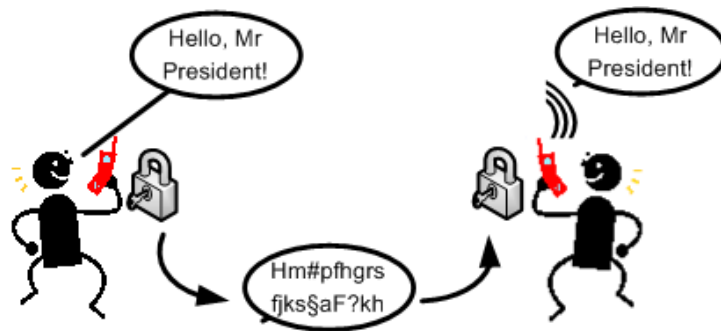 Hello, Mr
President!
Hello, Mr
President!
Hm#pfhgrs
fjks§aF?kh